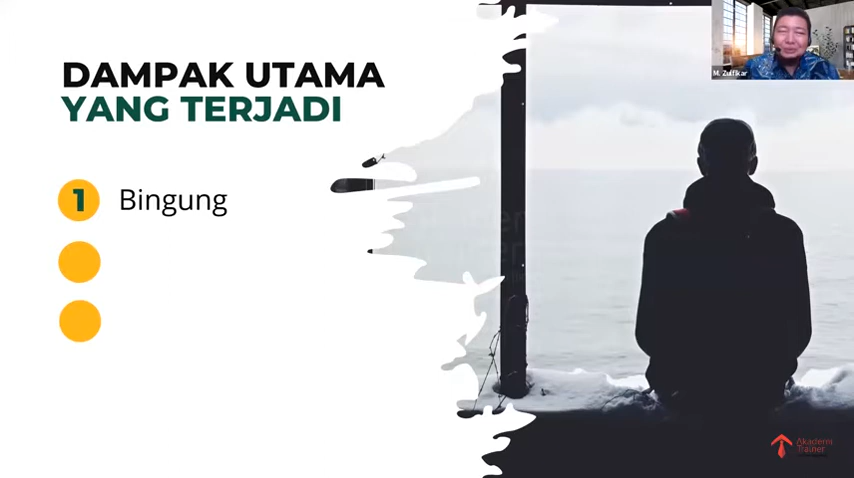 DAMPAK UTAMA
YANG TERJADI
1 Bingung
M. Zulfikar
Akademi
Trainer